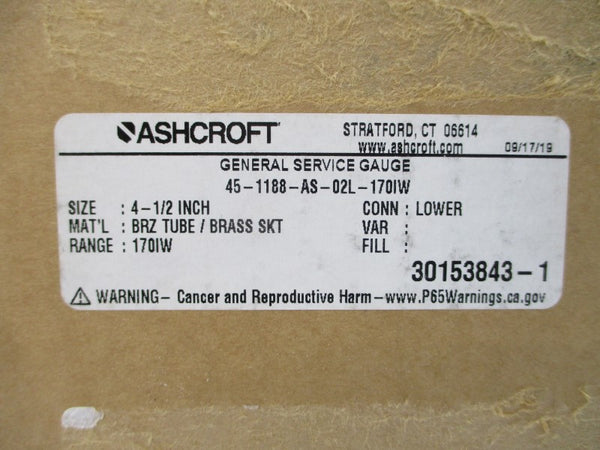 ASHCROFT
STRATFORD, CT 06614
www.ashcroft.com 09/17/19
GENERAL SERVICE GAUGE
45-1188-AS-02L-170IW
SIZE : 4-1/2 INCH CONN : LOWER
MAT'L : BRZ TUBE / BRASS SKT VAR :
RANGE : 170IW FILL :
30153843-1
⚠ WARNING- Cancer and Reproductive Harm-www.P65Warnings.ca.gov